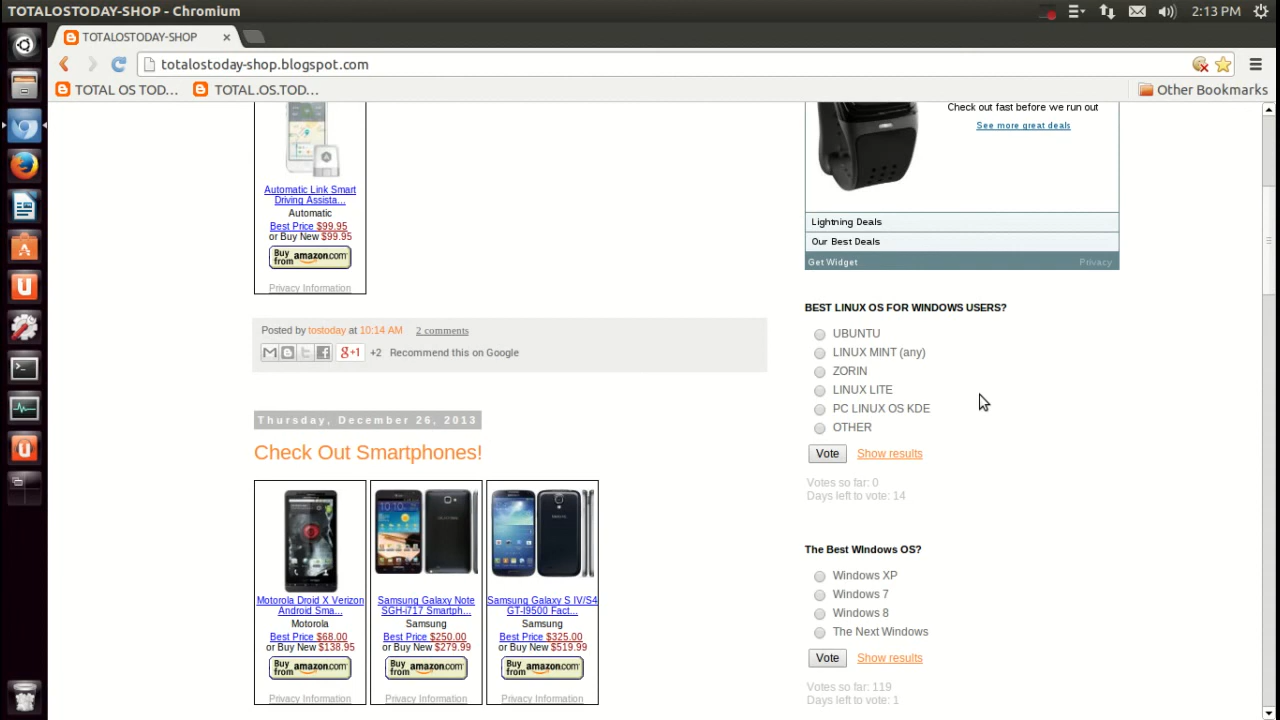 TOTALOSTODAY-SHOP - Chromium
2:13 PM
TOTALOSTODAY-SHOP
totalostoday-shop.blogspot.com
TOTAL OS TOD...
TOTAL.OS.TOD...
Other Bookmarks
Automatic Link Smart
Driving Assista...
Automatic
Best Price $99.95
or Buy New $99.95
Buy from amazon.com
Privacy Information
Posted by tostoday at 10:14 AM 2 comments
g+1 +2 Recommend this on Google
Thursday, December 26, 2013
Check Out Smartphones!
Motorola Droid X Verizon
Android Sma...
Motorola
Best Price $68.00
or Buy New $138.95
Buy from amazon.com
Privacy Information
Samsung Galaxy Note
SGH-i717 Smartph...
Samsung
Best Price $250.00
or Buy New $279.99
Buy from amazon.com
Privacy Information
Samsung Galaxy S IV/S4
GT-I9500 Fact...
Samsung
Best Price $325.00
or Buy New $519.99
Buy from amazon.com
Privacy Information
Check out fast before we run out
See more great deals
Lightning Deals
Our Best Deals
Get Widget Privacy
BEST LINUX OS FOR WINDOWS USERS?
UBUNTU
LINUX MINT (any)
ZORIN
LINUX LITE
PC LINUX OS KDE
OTHER
Vote Show results
Votes so far: 0
Days left to vote: 14
The Best WIndows OS?
Windows XP
Windows 7
Windows 8
The Next Windows
Vote Show results
Votes so far: 119
Days left to vote: 1